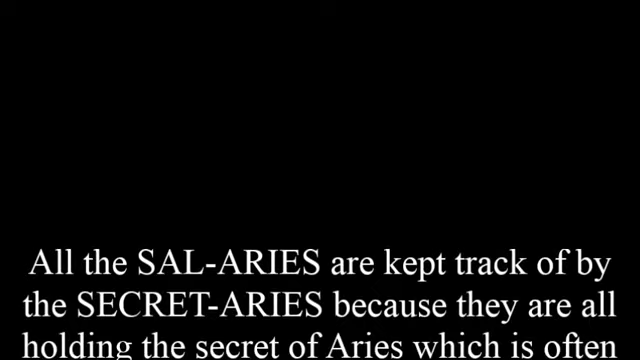 All the SAL-ARIES are kept track of by
the SECRET-ARIES because they are all
holding the secret of Aries which is often